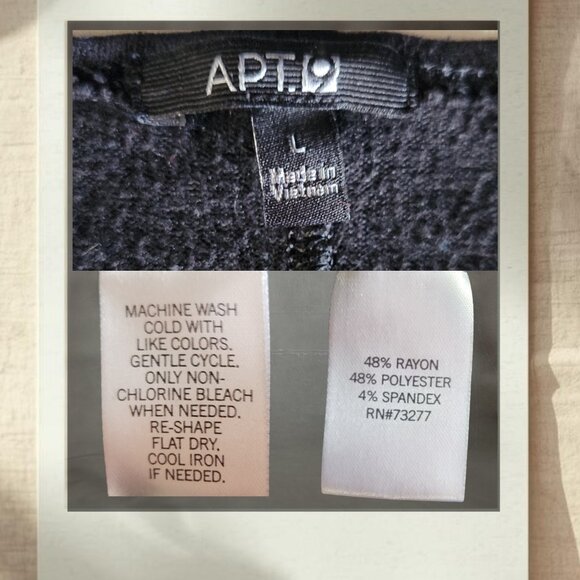 APT.9
L
Made in
Vietnam
MACHINE WASH
COLD WITH
LIKE COLORS.
GENTLE CYCLE.
ONLY NON-
CHLORINE BLEACH
WHEN NEEDED.
RE-SHAPE
FLAT DRY.
COOL IRON
IF NEEDED.
48% RAYON
48% POLYESTER
4% SPANDEX
RN#73277